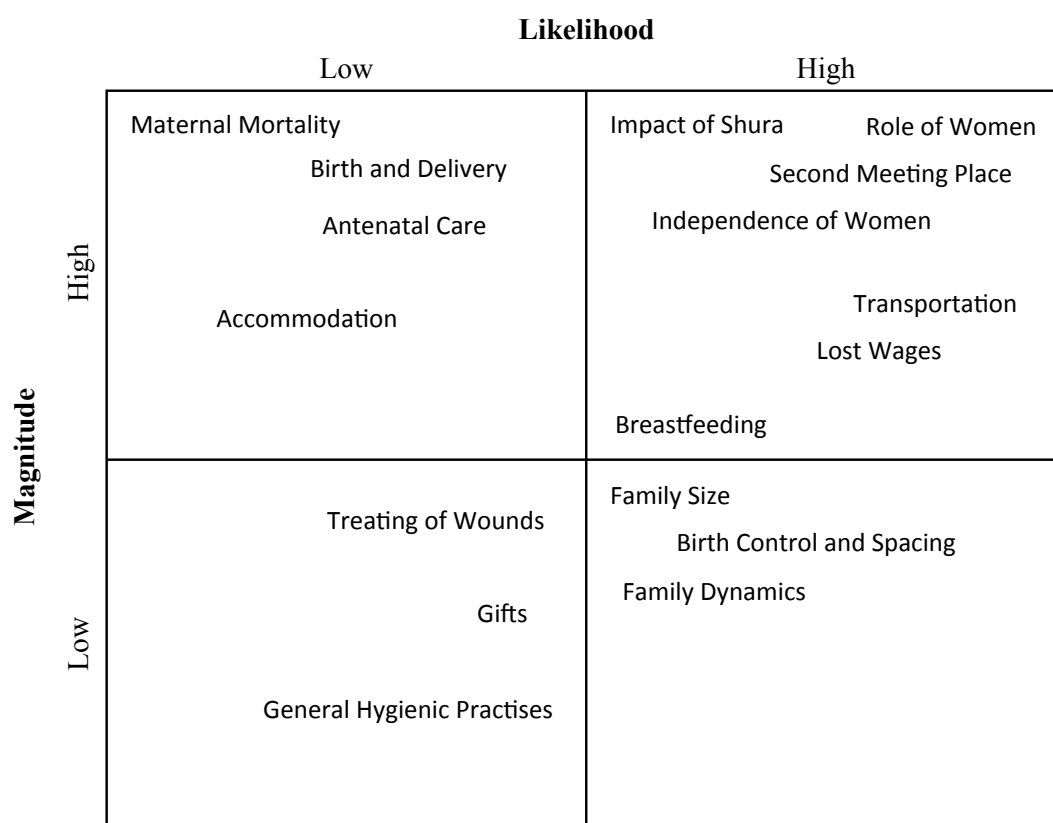 Likelihood
Low High
Maternal Mortality
Birth and Delivery
Antenatal Care
Accommodation
Impact of Shura Role of Women
Second Meeting Place
Independence of Women
Transportation
Lost Wages
Breastfeeding
Magnitude
High
Low
Treating of Wounds
Gifts
General Hygienic Practises
Family Size
Birth Control and Spacing
Family Dynamics